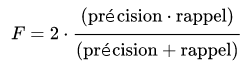 F = 2 · (précision · rappel) / (précision + rappel)